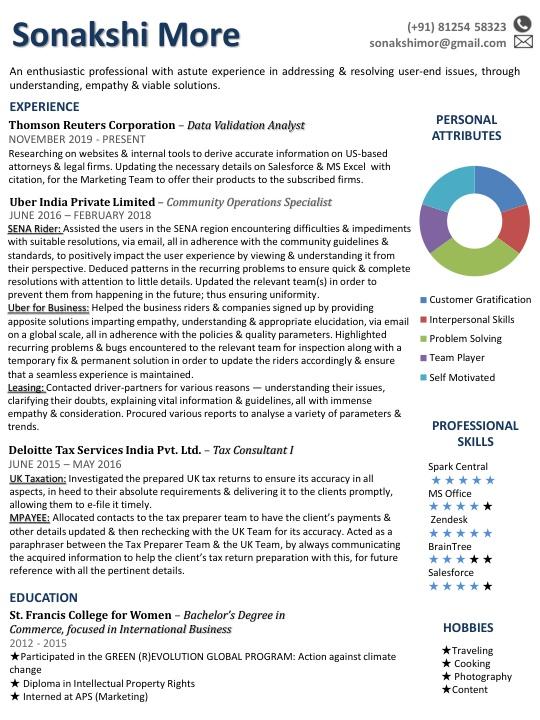 Sonakshi More
(+91) 81254 58323
sonakshimor@gmail.com
An enthusiastic professional with astute experience in addressing & resolving user-end issues, through
understanding, empathy & viable solutions.
EXPERIENCE
Thomson Reuters Corporation – Data Validation Analyst
NOVEMBER 2019 - PRESENT
Researching on websites & internal tools to derive accurate information on US-based
attorneys & legal firms. Updating the necessary details on Salesforce & MS Excel with
citation, for the Marketing Team to offer their products to the subscribed firms.
Uber India Private Limited – Community Operations Specialist
JUNE 2016 – FEBRUARY 2018
SENA Rider: Assisted the users in the SENA region encountering difficulties & impediments
with suitable resolutions, via email, all in adherence with the community guidelines &
standards, to positively impact the user experience by viewing & understanding it from
their perspective. Deduced patterns in the recurring problems to ensure quick & complete
resolutions with attention to little details. Updated the relevant team(s) in order to
prevent them from happening in the future; thus ensuring uniformity.
Uber for Business: Helped the business riders & companies signed up by providing
apposite solutions imparting empathy, understanding & appropriate elucidation, via email
on a global scale, all in adherence with the policies & quality parameters. Highlighted
recurring problems & bugs encountered to the relevant team for inspection along with a
temporary fix & permanent solution in order to update the riders accordingly & ensure
that a seamless experience is maintained.
Leasing: Contacted driver-partners for various reasons — understanding their issues,
clarifying their doubts, explaining vital information & guidelines, all with immense
empathy & consideration. Procured various reports to analyse a variety of parameters &
trends.
Deloitte Tax Services India Pvt. Ltd. – Tax Consultant I
JUNE 2015 – MAY 2016
UK Taxation: Investigated the prepared UK tax returns to ensure its accuracy in all
aspects, in heed to their absolute requirements & delivering it to the clients promptly,
allowing them to e-file it timely.
MPAYEE: Allocated contacts to the tax preparer team to have the client's payments &
other details updated & then rechecking with the UK Team for its accuracy. Acted as a
paraphraser between the Tax Preparer Team & the UK Team, by always communicating
the acquired information to help the client's tax return preparation with this, for future
reference with all the pertinent details.
EDUCATION
St. Francis College for Women – Bachelor's Degree in
Commerce, focused in International Business
2012 - 2015
★Participated in the GREEN (R)EVOLUTION GLOBAL PROGRAM: Action against climate
change
★ Diploma in Intellectual Property Rights
★ Interned at APS (Marketing)
PERSONAL
ATTRIBUTES
Customer Gratification
Interpersonal Skills
Problem Solving
Team Player
Self Motivated
PROFESSIONAL
SKILLS
Spark Central
★ ★ ★ ★ ★
MS Office
★ ★ ★ ★ ★
Zendesk
★ ★ ★ ★ ★
BrainTree
★ ★ ★ ★ ★
Salesforce
★ ★ ★ ★ ★
HOBBIES
★Traveling
★ Cooking
★ Photography
★Content